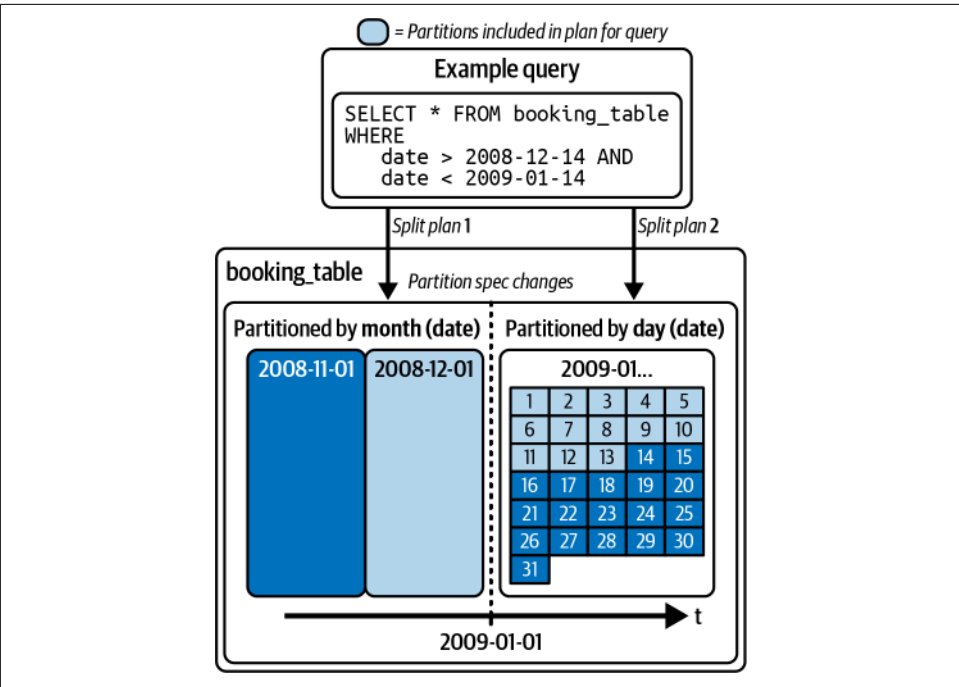 = Partitions included in plan for query
Example query
SELECT * FROM booking_table
WHERE
date > 2008-12-14 AND
date < 2009-01-14
Split plan 1
Split plan 2
booking_table
Partition spec changes
Partitioned by month (date)
Partitioned by day (date)
2008-11-01
2008-12-01
2009-01...
1 2 3 4 5
6 7 8 9 10
11 12 13 14 15
16 17 18 19 20
21 22 23 24 25
26 27 28 29 30
31
t
2009-01-01